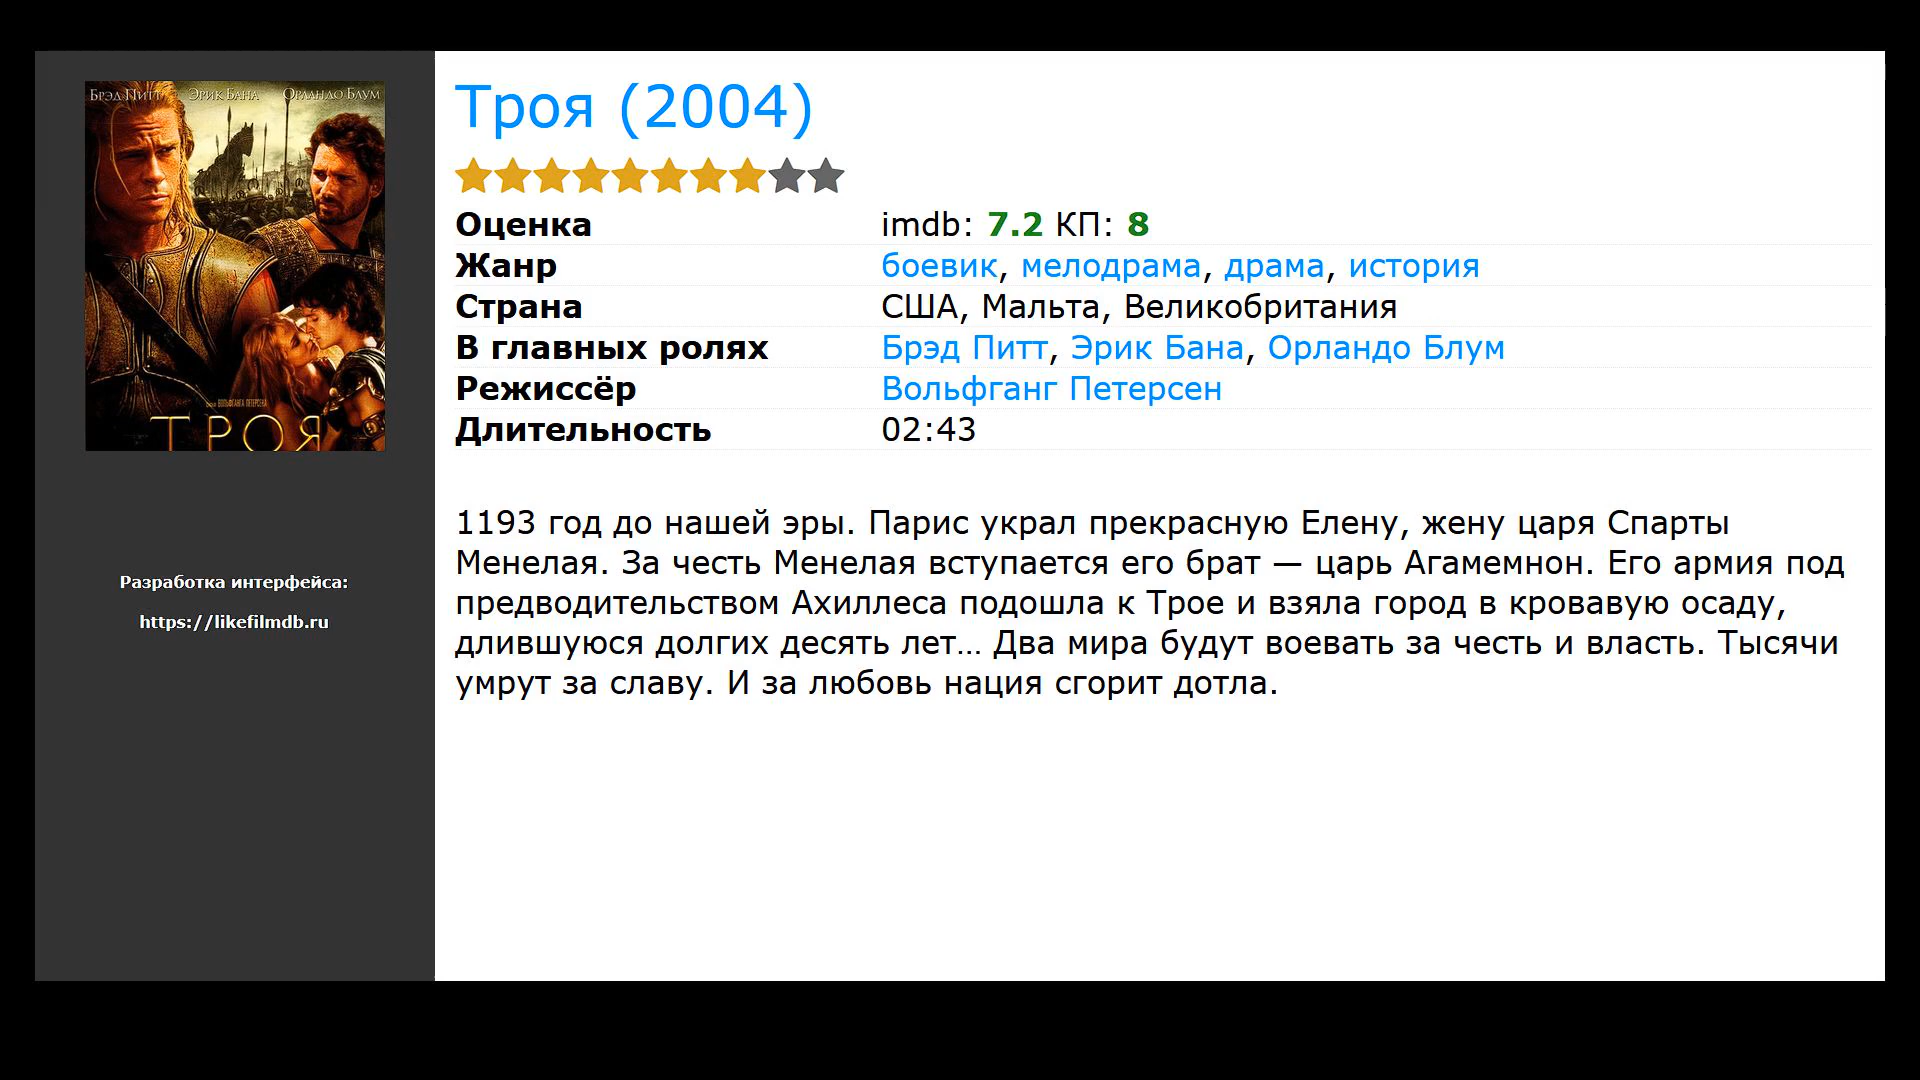 Брэд Питт Эрик Бана Орландо Блум
ТРОЯ
Разработка интерфейса:
https://likefilmdb.ru
Троя (2004)
Оценка imdb: 7.2 КП: 8
Жанр боевик, мелодрама, драма, история
Страна США, Мальта, Великобритания
В главных ролях Брэд Питт, Эрик Бана, Орландо Блум
Режиссёр Вольфганг Петерсен
Длительность 02:43
1193 год до нашей эры. Парис украл прекрасную Елену, жену царя Спарты
Менелая. За честь Менелая вступается его брат — царь Агамемнон. Его армия под
предводительством Ахиллеса подошла к Трое и взяла город в кровавую осаду,
длившуюся долгих десять лет... Два мира будут воевать за честь и власть. Тысячи
умрут за славу. И за любовь нация сгорит дотла.